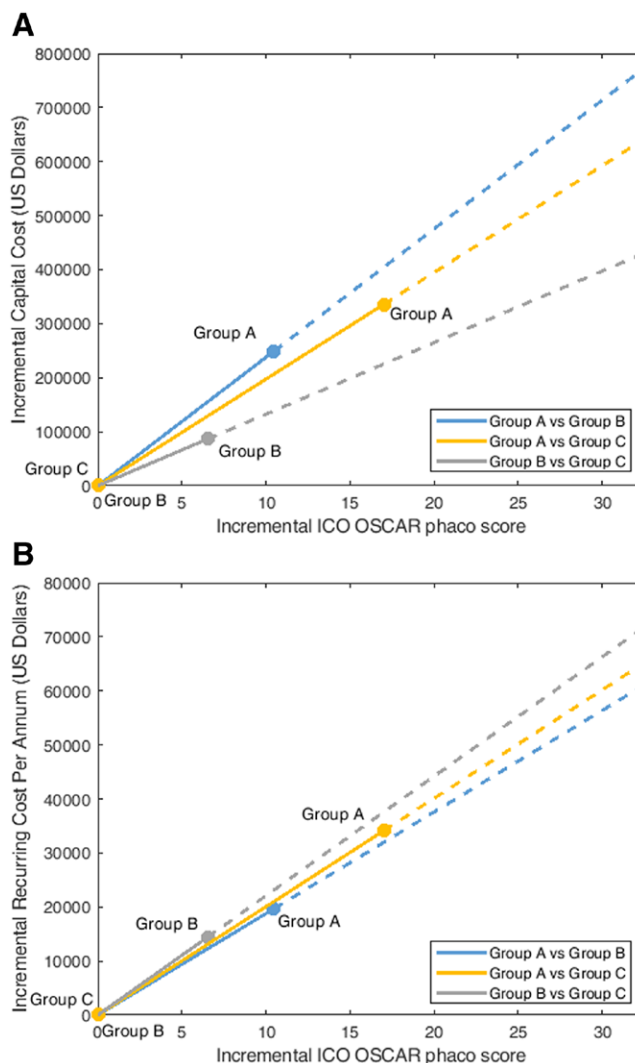 A
800000
700000
600000
500000
400000
300000
200000
100000
0
Incremental Capital Cost (US Dollars)
Group A
Group A
Group B
Group C
Group B
Group A vs Group B
Group A vs Group C
Group B vs Group C
0 5 10 15 20 25 30
Incremental ICO OSCAR phaco score
B
80000
70000
60000
50000
40000
30000
20000
10000
0
Incremental Recurring Cost Per Annum (US Dollars)
Group A
Group B
Group A
Group C
Group B
Group A vs Group B
Group A vs Group C
Group B vs Group C
0 5 10 15 20 25 30
Incremental ICO OSCAR phaco score